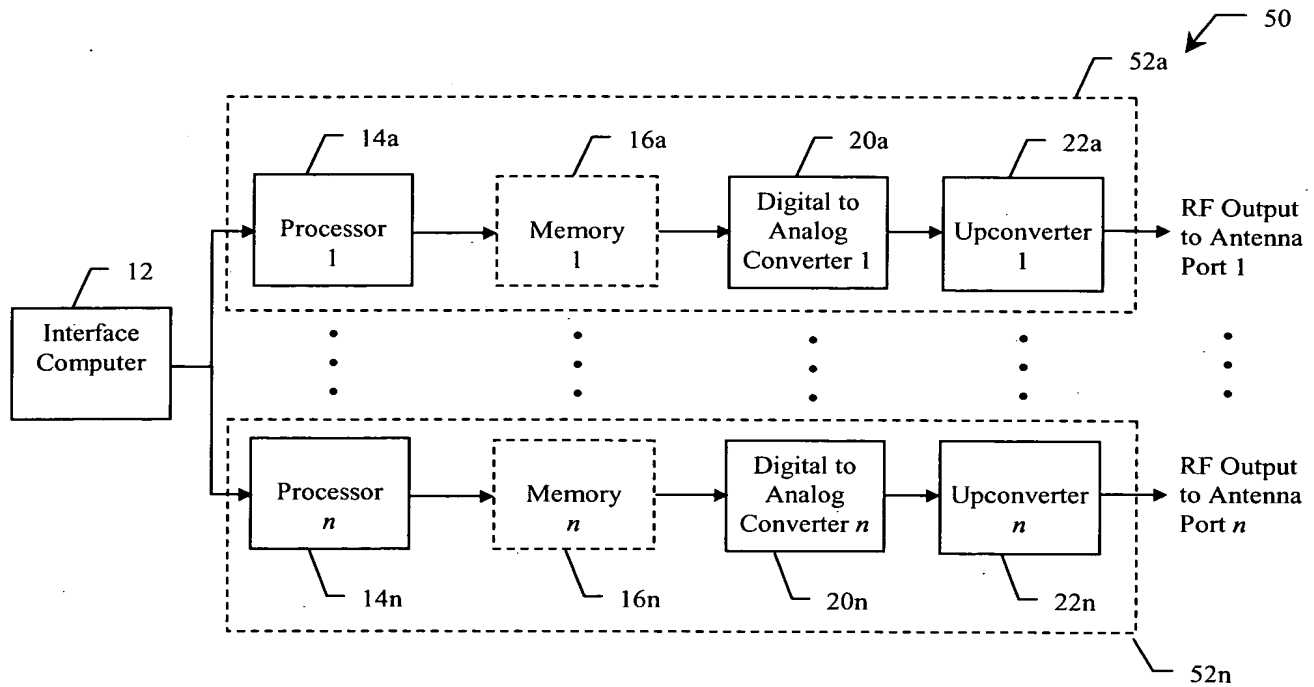 50
52a
14a
16a
20a
22a
Processor
1
Memory
1
Digital to
Analog
Converter 1
Upconverter
1
RF Output
to Antenna
Port 1
12
Interface
Computer
Processor
n
Memory
n
Digital to
Analog
Converter n
Upconverter
n
RF Output
to Antenna
Port n
14n
16n
20n
22n
52n